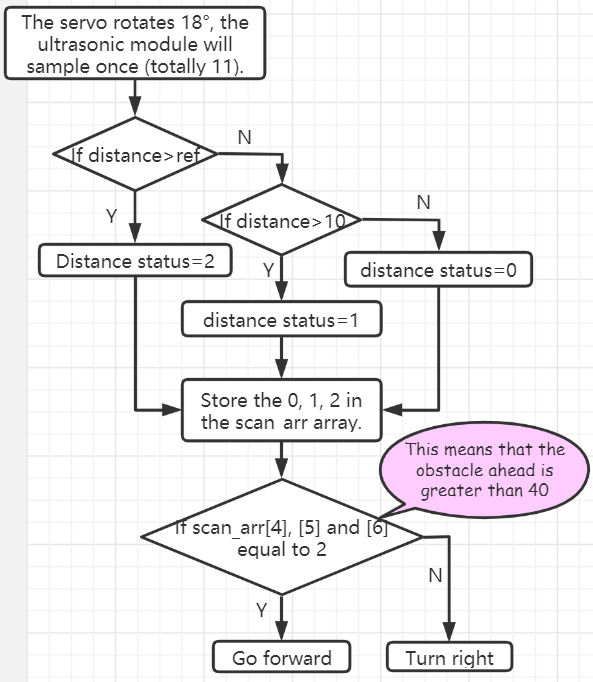 The servo rotates 18°, the
ultrasonic module will
sample once (totally 11).
If distance>ref
N
Y
If distance>10
N
Distance status=2
Y
distance status=0
distance status=1
Store the 0, 1, 2 in
the scan arr array.
This means that the
obstacle ahead is
greater than 40
If scan_arr[4], [5] and [6]
equal to 2
N
Y
Go forward
Turn right